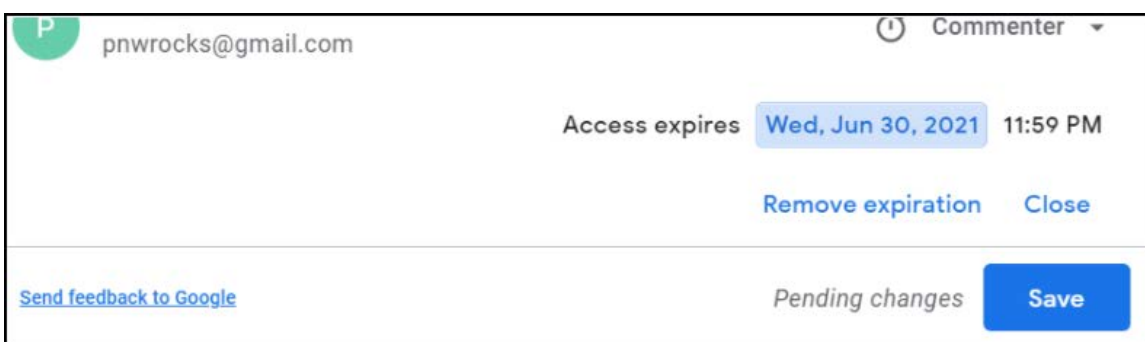 P
pnwrocks@gmail.com
Commenter
Access expires Wed, Jun 30, 2021 11:59 PM
Remove expiration Close
Send feedback to Google Pending changes Save